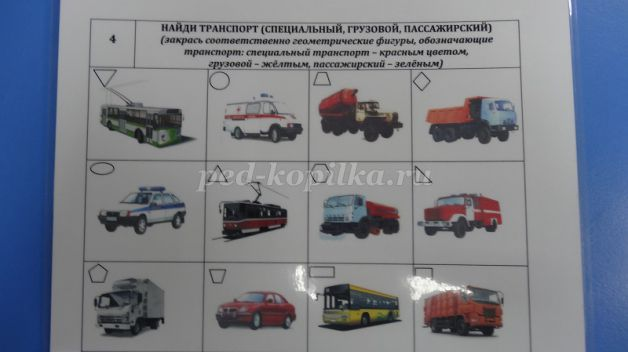 НАЙДИ ТРАНСПОРТ (СПЕЦИАЛЬНЫЙ, ГРУЗОВОЙ, ПАССАЖИРСКИЙ)
4
(закрась соответственно геометрические фигуры, обозначающие
транспорт: специальный транспорт – красным цветом,
грузовой – жёлтым, пассажирский – зелёным)
ped-kopilka.ru